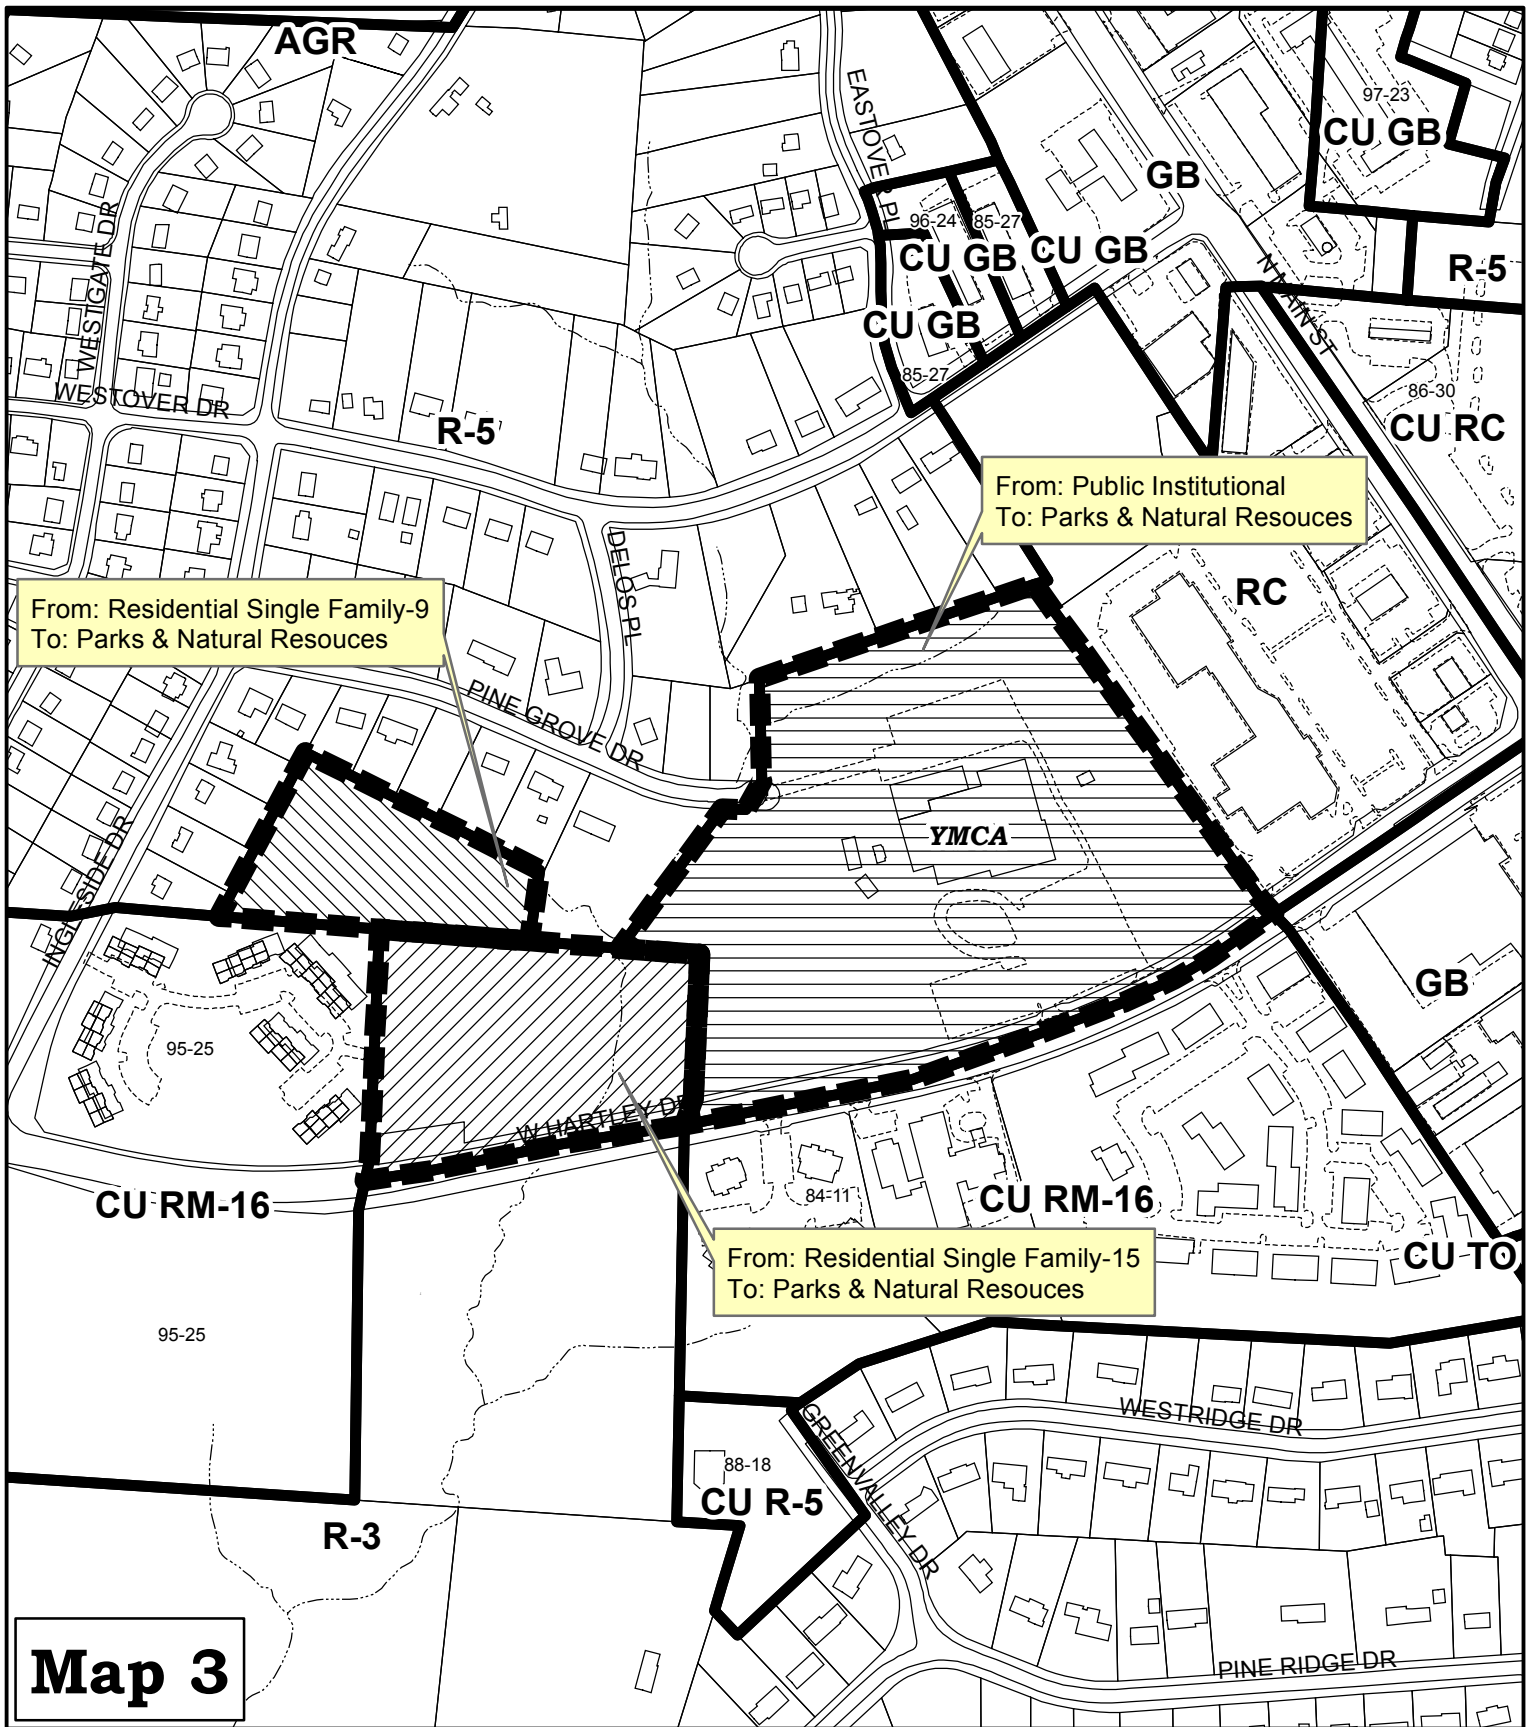 AGR
97-23
CU GB
EASTOVER PL
GB
WESTGATE DR
96-24
85-27
CU GB
CU GB
R-5
N MAIN ST
CU GB
85-27
86-30
WESTOVER DR
R-5
CU RC
From: Public Institutional
To: Parks & Natural Resouces
DELOS PL
RC
From: Residential Single Family-9
To: Parks & Natural Resouces
PINE GROVE DR
YMCA
INGLESIDE DR
GB
95-25
W HARTLEY DR
CU RM-16
84-11
CU RM-16
From: Residential Single Family-15
To: Parks & Natural Resouces
CU TO
95-25
WESTRIDGE DR
GREENVALLEY DR
88-18
CU R-5
R-3
Map 3
PINE RIDGE DR